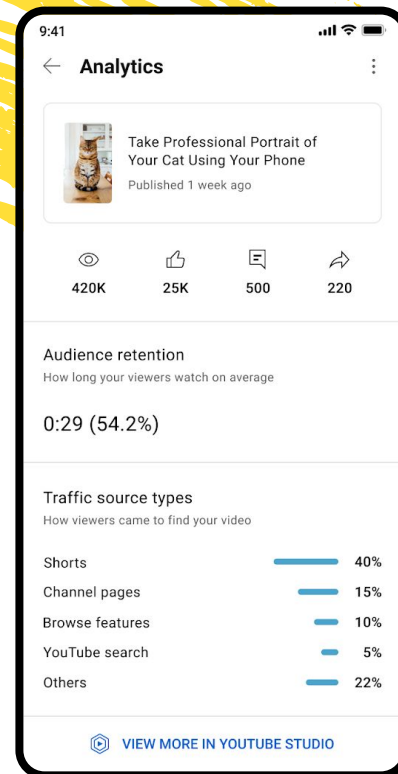 9:41
Analytics
Take Professional Portrait of
Your Cat Using Your Phone
Published 1 week ago
420K 25K 500 220
Audience retention
How long your viewers watch on average
0:29 (54.2%)
Traffic source types
How viewers came to find your video
Shorts 40%
Channel pages 15%
Browse features 10%
YouTube search 5%
Others 22%
VIEW MORE IN YOUTUBE STUDIO